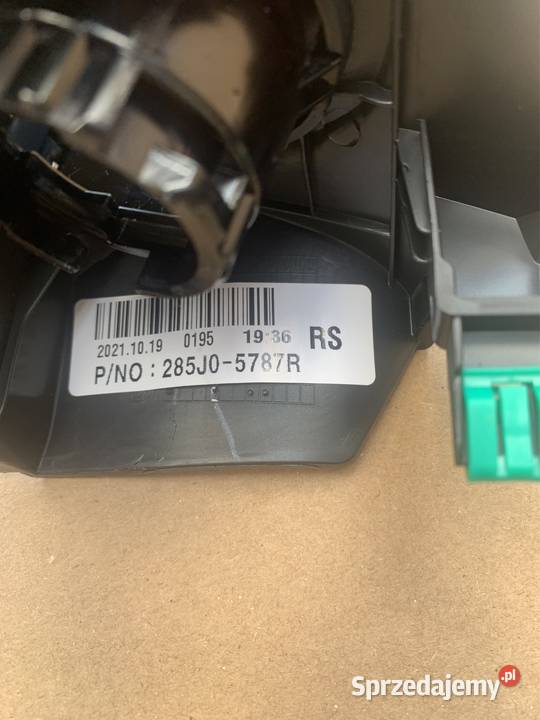 2021.10.19 0195 19:36 RS
P/NO : 285J0-5787R
Sprzedajemy.pl